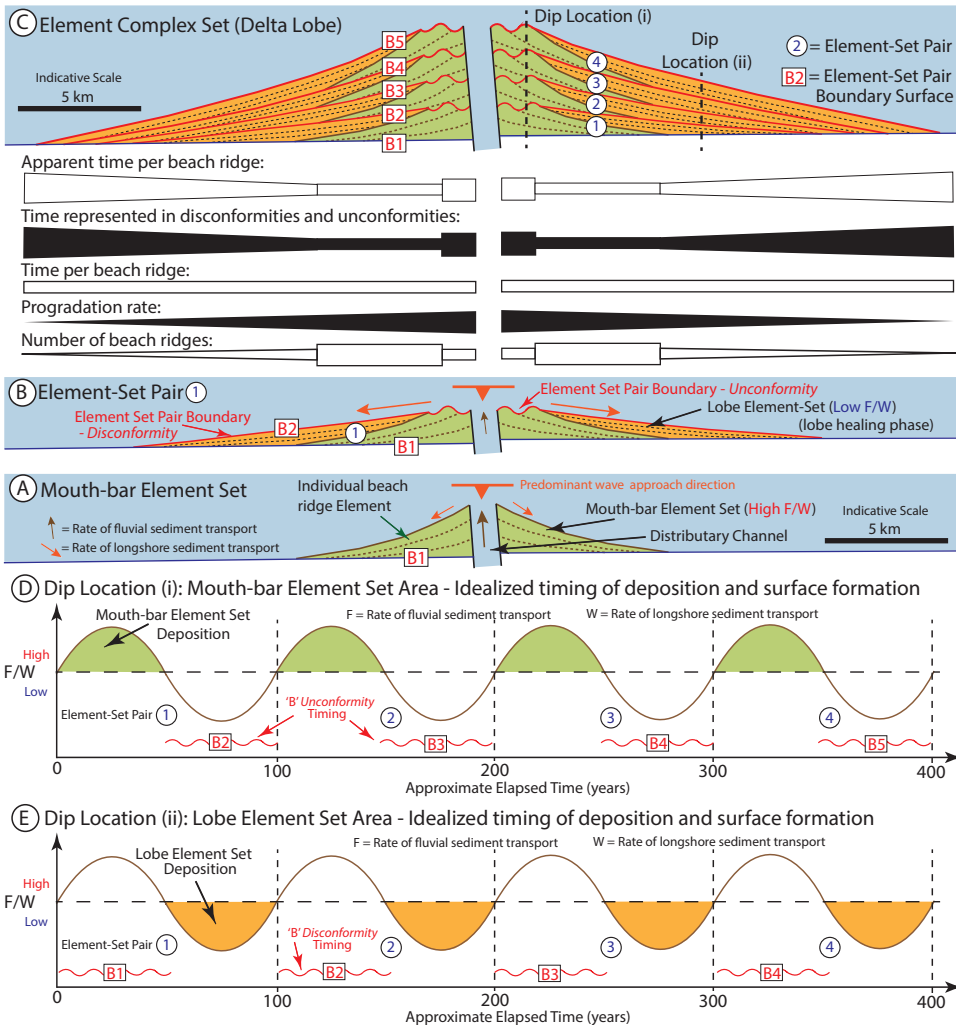 C Element Complex Set (Delta Lobe)
Dip Location (i)
Dip
Location (ii)
2 = Element-Set Pair
B2 = Element-Set Pair
Boundary Surface
Indicative Scale
5 km
B5
B4
B3
B2
B1
4
3
2
1
Apparent time per beach ridge:
Time represented in disconformities and unconformities:
Time per beach ridge:
Progradation rate:
Number of beach ridges:
B Element-Set Pair 1
Element Set Pair Boundary - Unconformity
Element Set Pair Boundary
- Disconformity
B2
1
B1
Lobe Element-Set (Low F/W)
(lobe healing phase)
A Mouth-bar Element Set
Individual beach
ridge Element
Predominant wave approach direction
Mouth-bar Element Set (High F/W)
Distributary Channel
Indicative Scale
5 km
= Rate of fluvial sediment transport
= Rate of longshore sediment transport
B1
D Dip Location (i): Mouth-bar Element Set Area - Idealized timing of deposition and surface formation
Mouth-bar Element Set
Deposition
F = Rate of fluvial sediment transport
W = Rate of longshore sediment transport
High
F/W
Low
Element-Set Pair 1
'B' Unconformity
Timing
2
3
4
B2
B3
B4
B5
0
100
200
300
400
Approximate Elapsed Time (years)
E Dip Location (ii): Lobe Element Set Area - Idealized timing of deposition and surface formation
Lobe Element Set
Deposition
F = Rate of fluvial sediment transport
W = Rate of longshore sediment transport
High
F/W
Low
Element-Set Pair 1
'B' Disconformity
Timing
2
3
4
B1
B2
B3
B4
0
100
200
300
400
Approximate Elapsed Time (years)